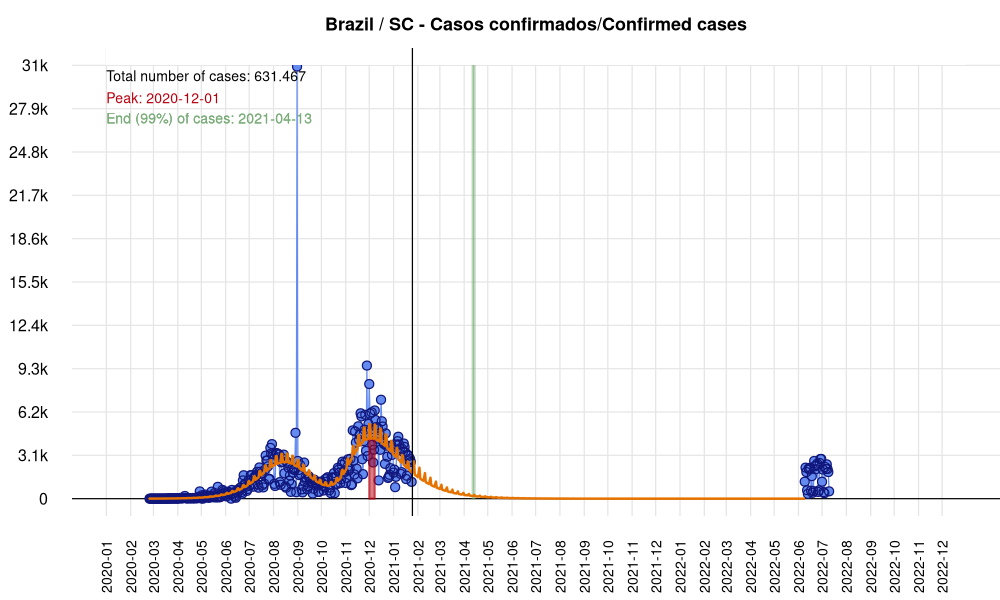 Brazil / SC - Casos confirmados/Confirmed cases
31k
Total number of cases: 631.467
Peak: 2020-12-01
End (99%) of cases: 2021-04-13
27.9k
24.8k
21.7k
18.6k
15.5k
12.4k
9.3k
6.2k
3.1k
0
2020-01
2020-02
2020-03
2020-04
2020-05
2020-06
2020-07
2020-08
2020-09
2020-10
2020-11
2020-12
2021-01
2021-02
2021-03
2021-04
2021-05
2021-06
2021-07
2021-08
2021-09
2021-10
2021-11
2021-12
2022-01
2022-02
2022-03
2022-04
2022-05
2022-06
2022-07
2022-08
2022-09
2022-10
2022-11
2022-12